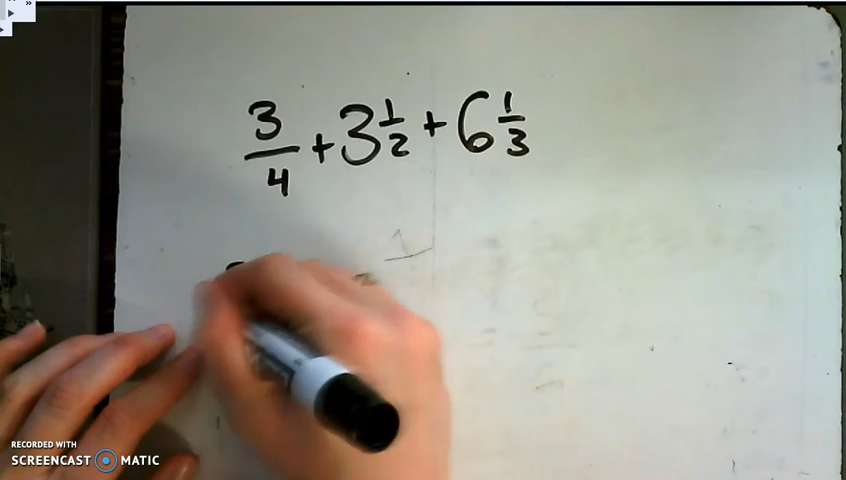 3/4 + 3 1/2 + 6 1/3
RECORDED WITH
SCREENCAST MATIC